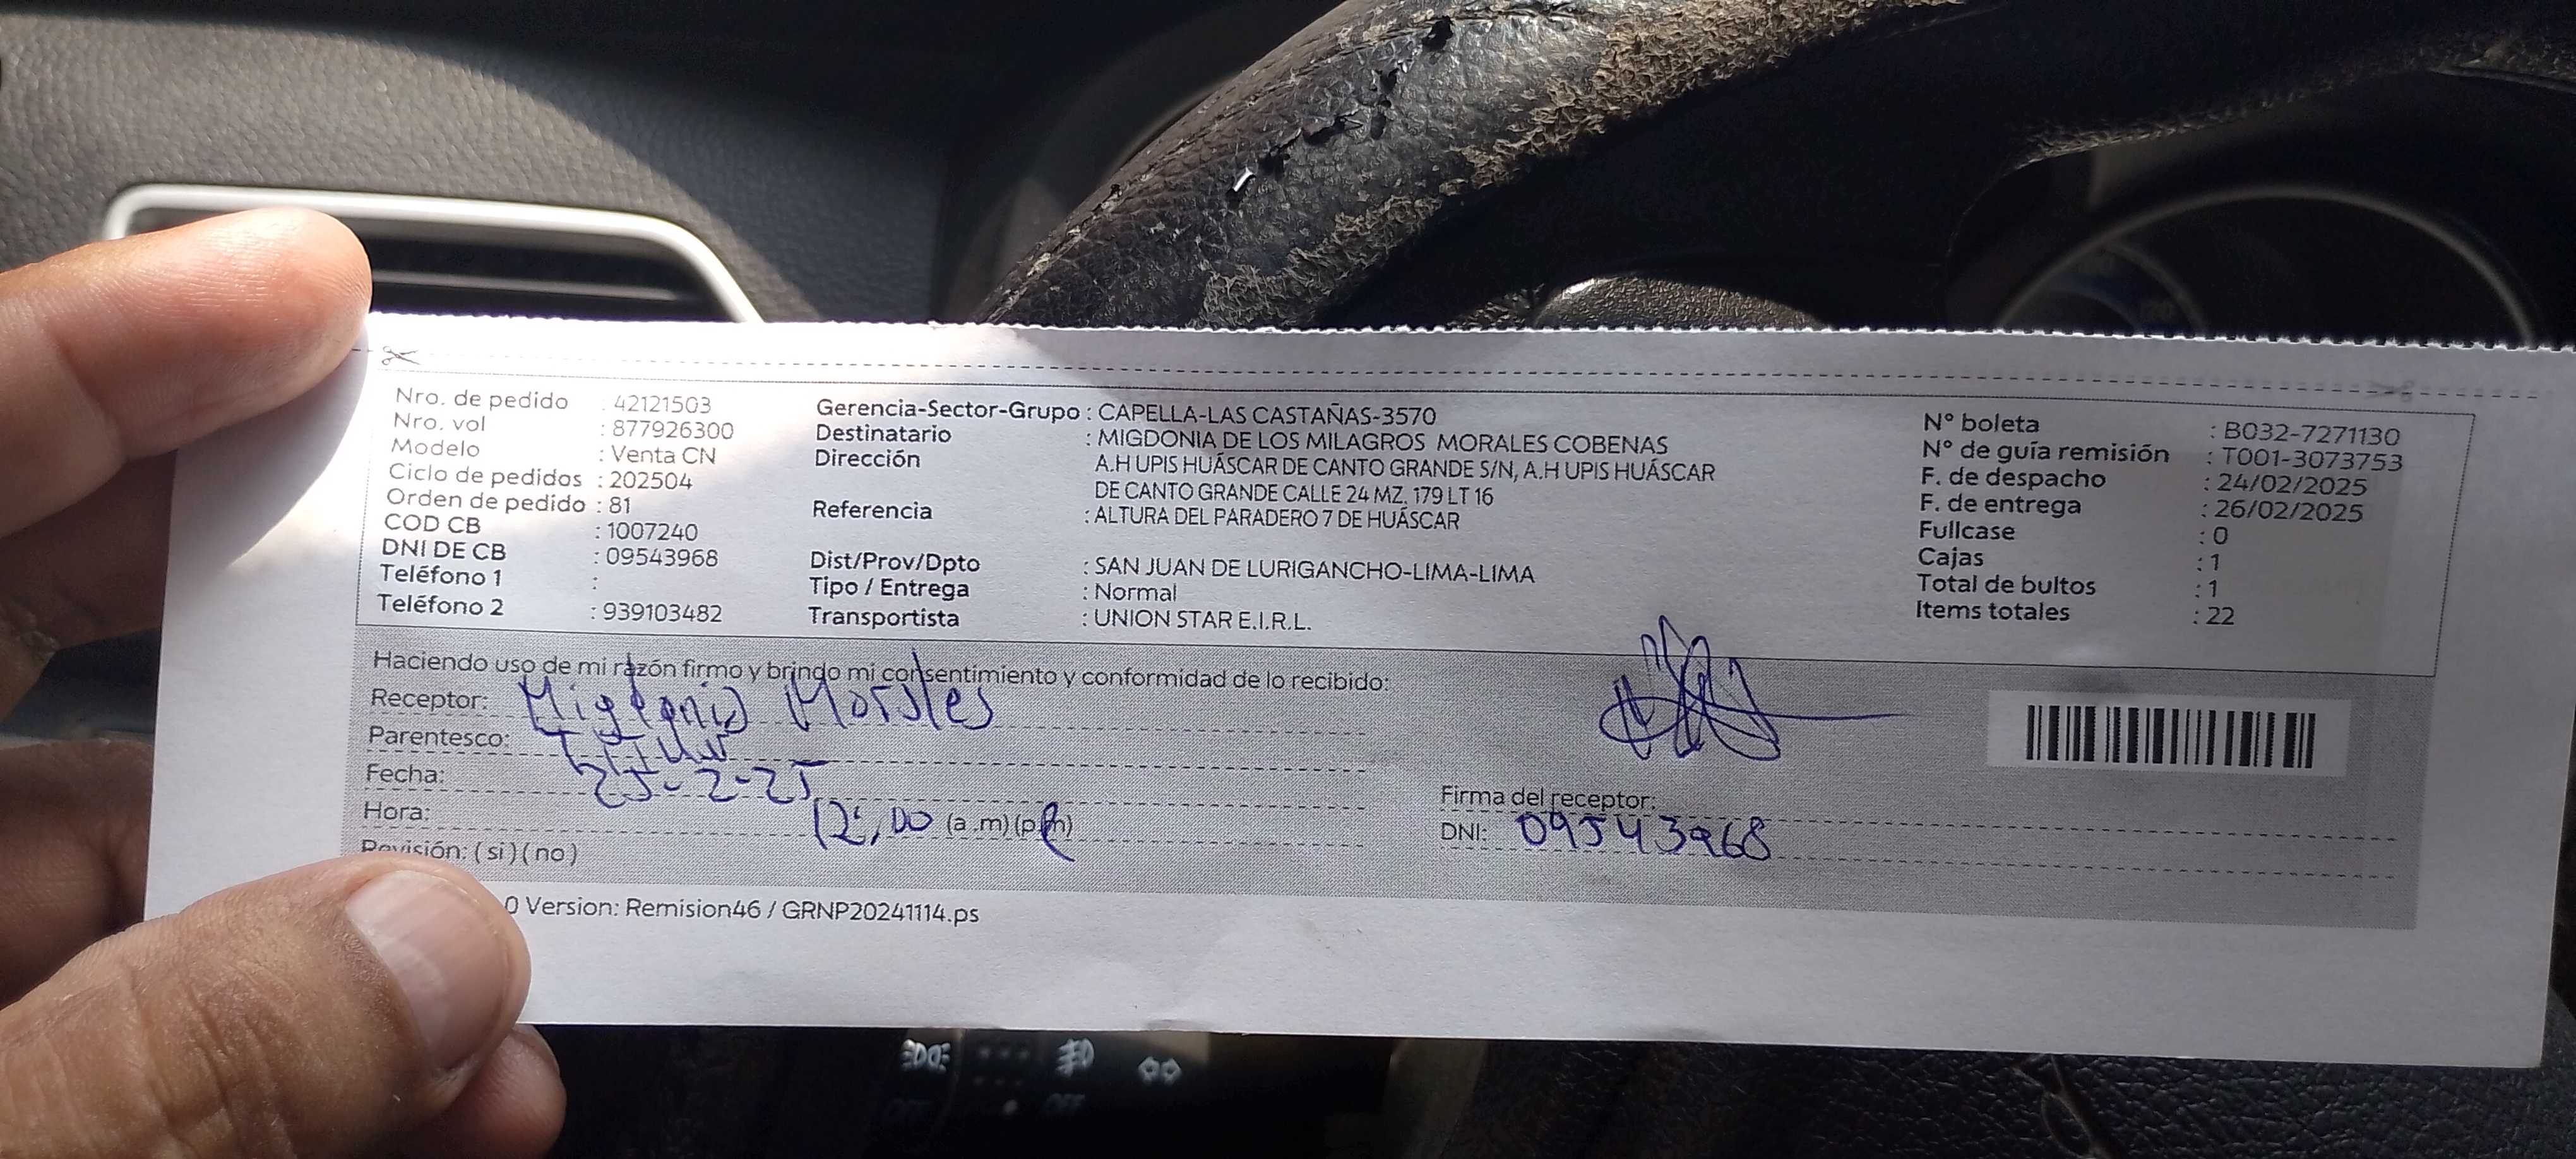 Nro. de pedido : 42121503
Nro. vol : 877926300
Modelo : Venta CN
Ciclo de pedidos : 202504
Orden de pedido : 81
COD CB : 1007240
DNI DE CB : 09543968
Teléfono 1 :
Teléfono 2 : 939103482
Gerencia-Sector-Grupo : CAPELLA-LAS CASTAÑAS-3570
Destinatario : MIGDONIA DE LOS MILAGROS MORALES COBENAS
Dirección A.H UPIS HUÁSCAR DE CANTO GRANDE S/N, A.H UPIS HUÁSCAR
DE CANTO GRANDE CALLE 24 MZ. 179 LT 16
Referencia : ALTURA DEL PARADERO 7 DE HUÁSCAR
Dist/Prov/Dpto : SAN JUAN DE LURIGANCHO-LIMA-LIMA
Tipo / Entrega : Normal
Transportista : UNION STAR E.I.R.L.
N° boleta : B032-7271130
N° de guía remisión : T001-3073753
F. de despacho : 24/02/2025
F. de entrega : 26/02/2025
Fullcase : 0
Cajas : 1
Total de bultos : 1
Items totales : 22
Haciendo uso de mi razón firmo y brindo mi consentimiento y conformidad de lo recibido:
Receptor: Migdonia Morales
Parentesco: Titular
Fecha: 25-2-25
Hora: 12:00 (a.m) (p.m)
Revisión: ( si ) ( no )
Firma del receptor:
DNI: 09543968
0 Version: Remision46 / GRNP20241114.ps
OFF